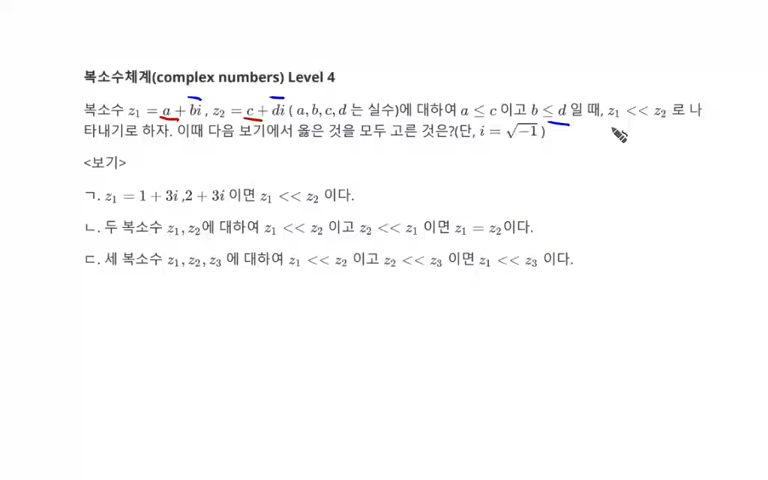 복소수체계(complex numbers) Level 4
복소수 z₁ = a + bi , z₂ = c + di ( a, b, c, d 는 실수)에 대하여 a ≤ c 이고 b ≤ d 일 때, z₁ << z₂ 로 나
타내기로 하자. 이때 다음 보기에서 옳은 것을 모두 고른 것은?(단, i = √−1 )
<보기>
ㄱ. z₁ = 1 + 3i ,2 + 3i 이면 z₁ << z₂ 이다.
ㄴ. 두 복소수 z₁, z₂에 대하여 z₁ << z₂ 이고 z₂ << z₁ 이면 z₁ = z₂이다.
ㄷ. 세 복소수 z₁, z₂, z₃ 에 대하여 z₁ << z₂ 이고 z₂ << z₃ 이면 z₁ << z₃ 이다.